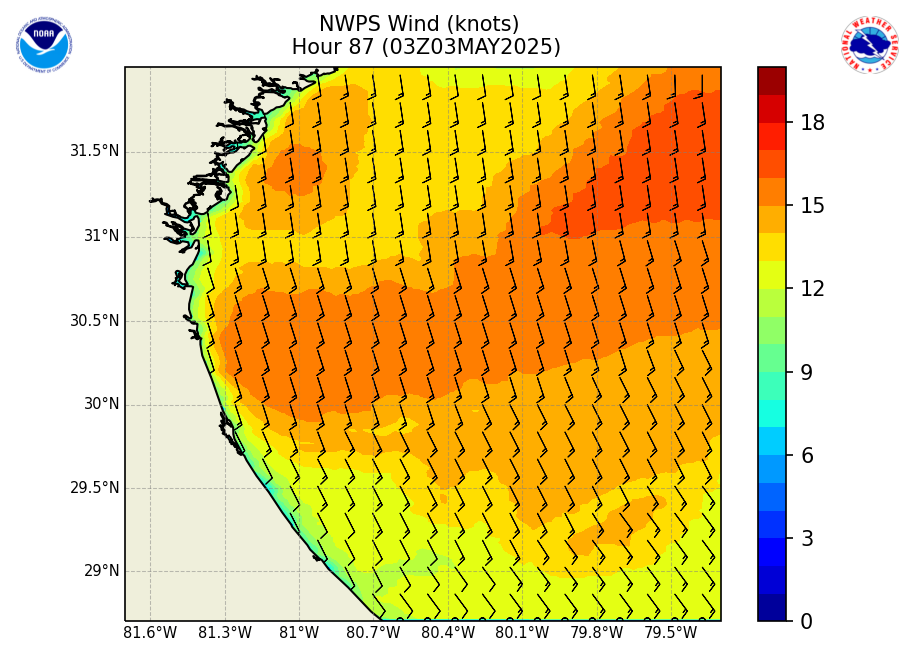 NWPS Wind (knots)
Hour 87 (03Z03MAY2025)
NOAA
NATIONAL WEATHER SERVICE
31.5°N
31°N
30.5°N
30°N
29.5°N
29°N
81.6°W 81.3°W 81°W 80.7°W 80.4°W 80.1°W 79.8°W 79.5°W
18
15
12
9
6
3
0